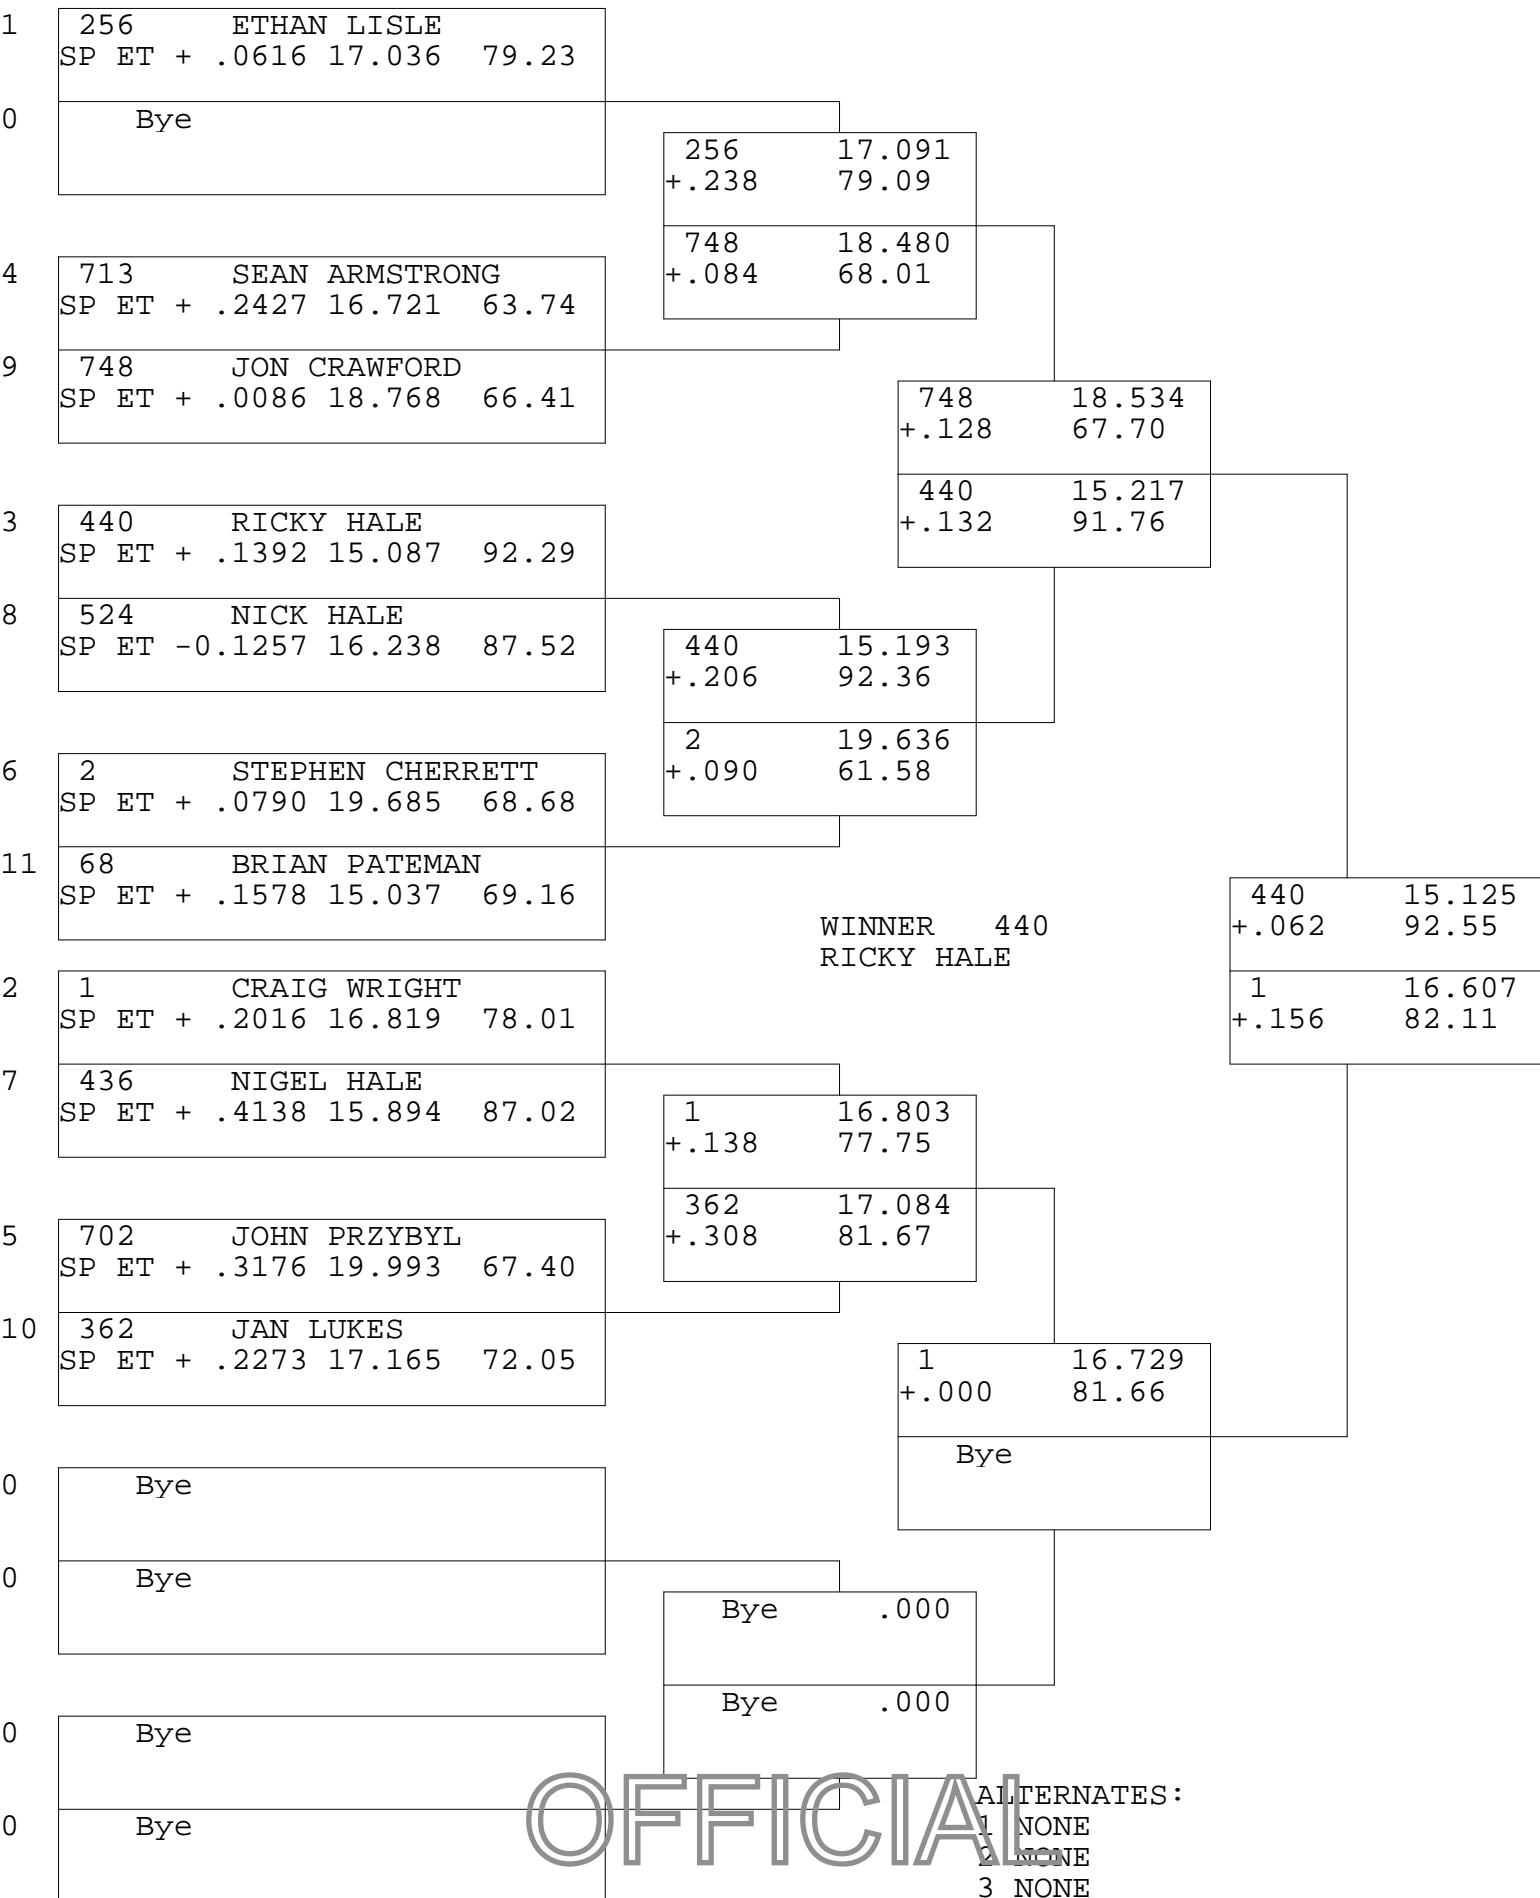 1 256 ETHAN LISLE
SP ET + .0616 17.036 79.23
0 Bye
256 17.091
+.238 79.09
748 18.480
+.084 68.01
4 713 SEAN ARMSTRONG
SP ET + .2427 16.721 63.74
9 748 JON CRAWFORD
SP ET + .0086 18.768 66.41
748 18.534
+.128 67.70
440 15.217
+.132 91.76
3 440 RICKY HALE
SP ET + .1392 15.087 92.29
8 524 NICK HALE
SP ET -0.1257 16.238 87.52
440 15.193
+.206 92.36
2 19.636
+.090 61.58
6 2 STEPHEN CHERRETT
SP ET + .0790 19.685 68.68
11 68 BRIAN PATEMAN
SP ET + .1578 15.037 69.16
WINNER 440
RICKY HALE
440 15.125
+.062 92.55
1 16.607
+.156 82.11
2 1 CRAIG WRIGHT
SP ET + .2016 16.819 78.01
7 436 NIGEL HALE
SP ET + .4138 15.894 87.02
1 16.803
+.138 77.75
362 17.084
+.308 81.67
5 702 JOHN PRZYBYL
SP ET + .3176 19.993 67.40
10 362 JAN LUKES
SP ET + .2273 17.165 72.05
1 16.729
+.000 81.66
Bye
0 Bye
0 Bye
Bye .000
Bye .000
0 Bye
0 Bye
OFFICIAL
ALTERNATES:
1 NONE
2 NONE
3 NONE